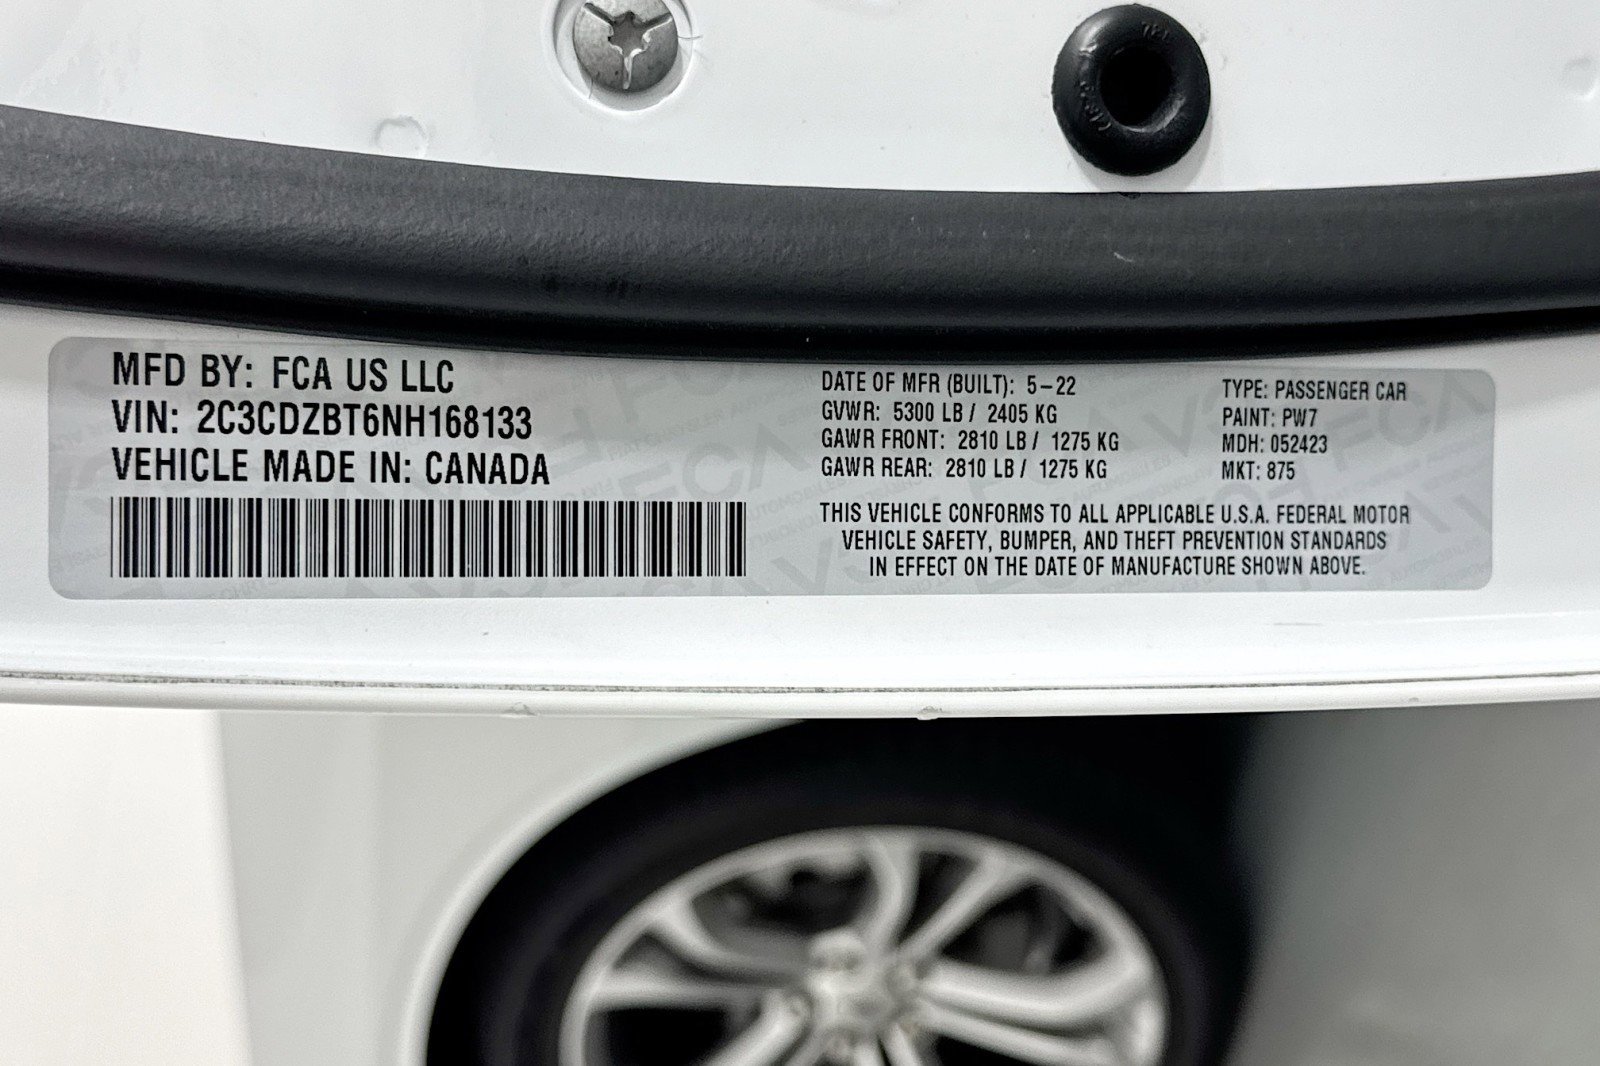 MFD BY: FCA US LLC
VIN: 2C3CDZBT6NH168133
VEHICLE MADE IN: CANADA
DATE OF MFR (BUILT): 5-22
GVWR: 5300 LB / 2405 KG
GAWR FRONT: 2810 LB / 1275 KG
GAWR REAR: 2810 LB / 1275 KG
TYPE: PASSENGER CAR
PAINT: PW7
MDH: 052423
MKT: 875
THIS VEHICLE CONFORMS TO ALL APPLICABLE U.S.A. FEDERAL MOTOR
VEHICLE SAFETY, BUMPER, AND THEFT PREVENTION STANDARDS
IN EFFECT ON THE DATE OF MANUFACTURE SHOWN ABOVE.